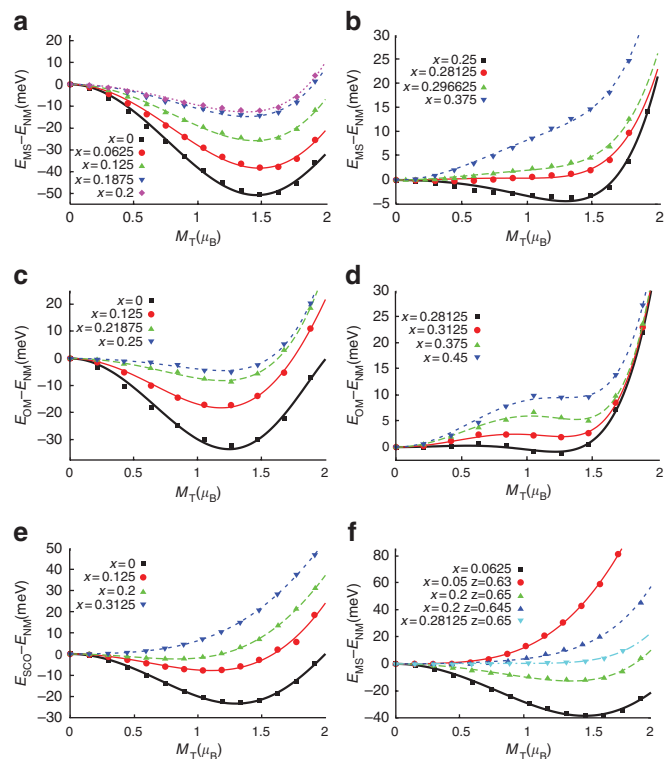 a
20
10
0
−10
−20
−30
−40
−50
E_MS−E_NM(meV)
x=0
x=0.0625
x=0.125
x=0.1875
x=0.2
0 0.5 1 1.5 2
M_T(μ_B)
b
30
25
20
15
10
5
0
−5
E_MS−E_NM(meV)
x=0.25
x=0.28125
x=0.296625
x=0.375
0 0.5 1 1.5 2
M_T(μ_B)
c
20
10
0
−10
−20
−30
E_OM−E_NM(meV)
x=0
x=0.125
x=0.21875
x=0.25
0 0.5 1 1.5 2
M_T(μ_B)
d
30
25
20
15
10
5
0
E_OM−E_NM(meV)
x=0.28125
x=0.3125
x=0.375
x=0.45
0 0.5 1 1.5 2
M_T(μ_B)
e
50
40
30
20
10
0
−10
−20
−30
E_SCO−E_NM(meV)
x=0
x=0.125
x=0.2
x=0.3125
0 0.5 1 1.5 2
M_T(μ_B)
f
80
60
40
20
0
−20
−40
E_MS−E_NM(meV)
x=0.0625
x=0.05 z=0.63
x=0.2 z=0.65
x=0.2 z=0.645
x=0.28125 z=0.65
0 0.5 1 1.5 2
M_T(μ_B)